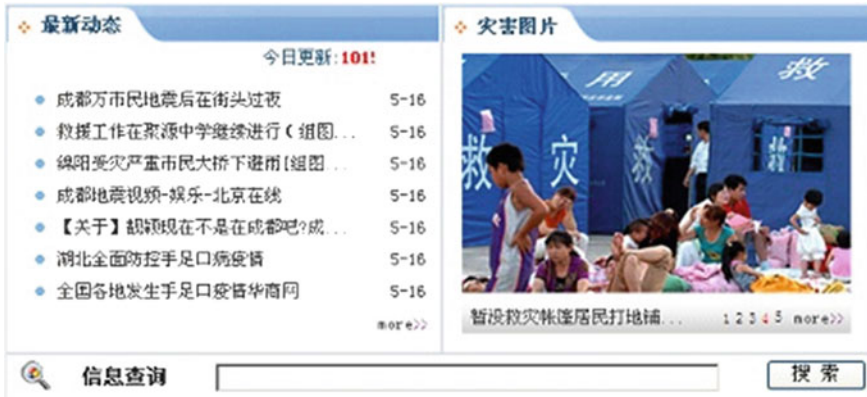 最新动态
今日更新:101!
成都万市民地震后在街头过夜 5-16
救援工作在聚源中学继续进行(组图... 5-16
绵阳受灾严重市民大桥下避雨[组图... 5-16
成都地震视频-娱乐-北京在线 5-16
【关于】靓颖现在不是在成都吧?成... 5-16
湖北全面防控手足口病疫情 5-16
全国各地发生手足口疫情华商网 5-16
more>>
灾害图片
用 救
救 灾 救
暂没救灾帐篷居民打地铺... 1 2 3 4 5 more>>
信息查询
搜 索